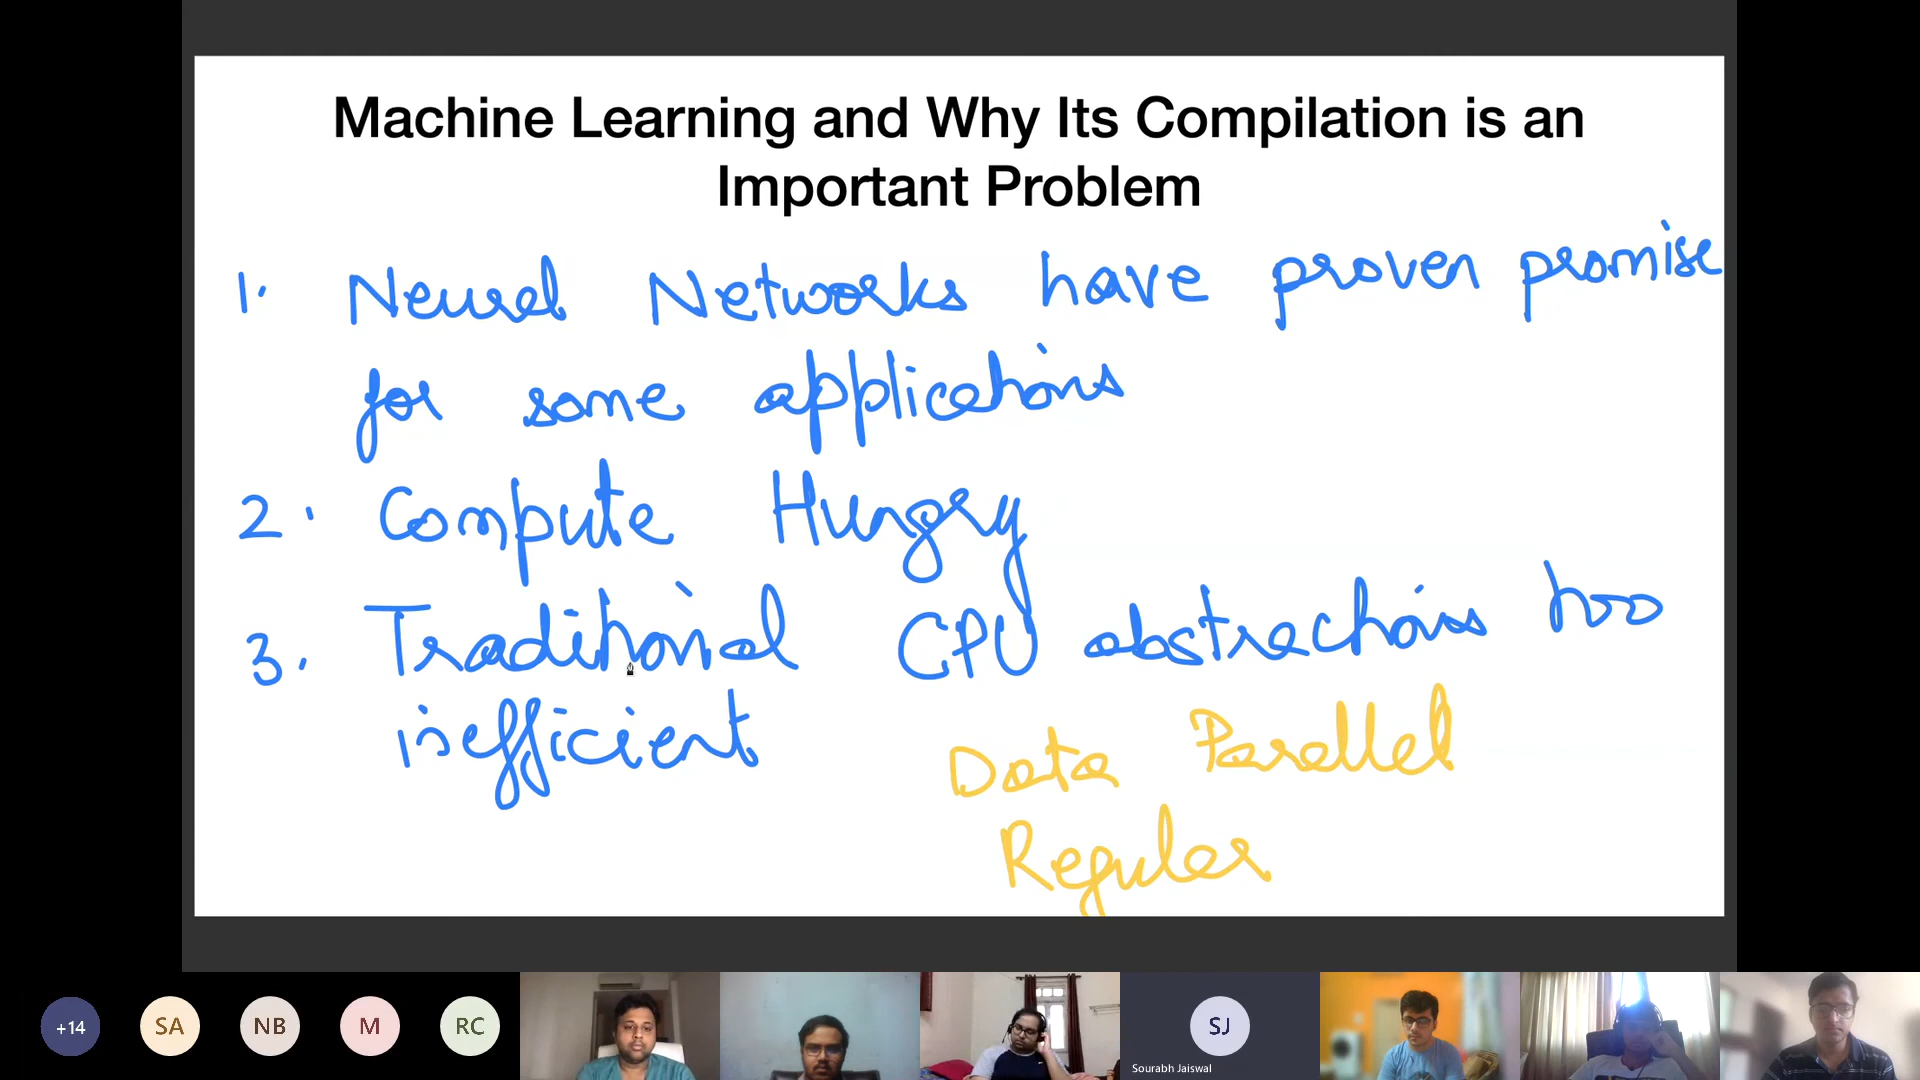 Machine Learning and Why Its Compilation is an
Important Problem
1. Neural Networks have proven promise
for some applications
2. Compute Hungry
3. Traditional CPU abstractions too
inefficient
Data Parallel
Regular
+14
SA
NB
M
RC
SJ
Sourabh Jaiswal